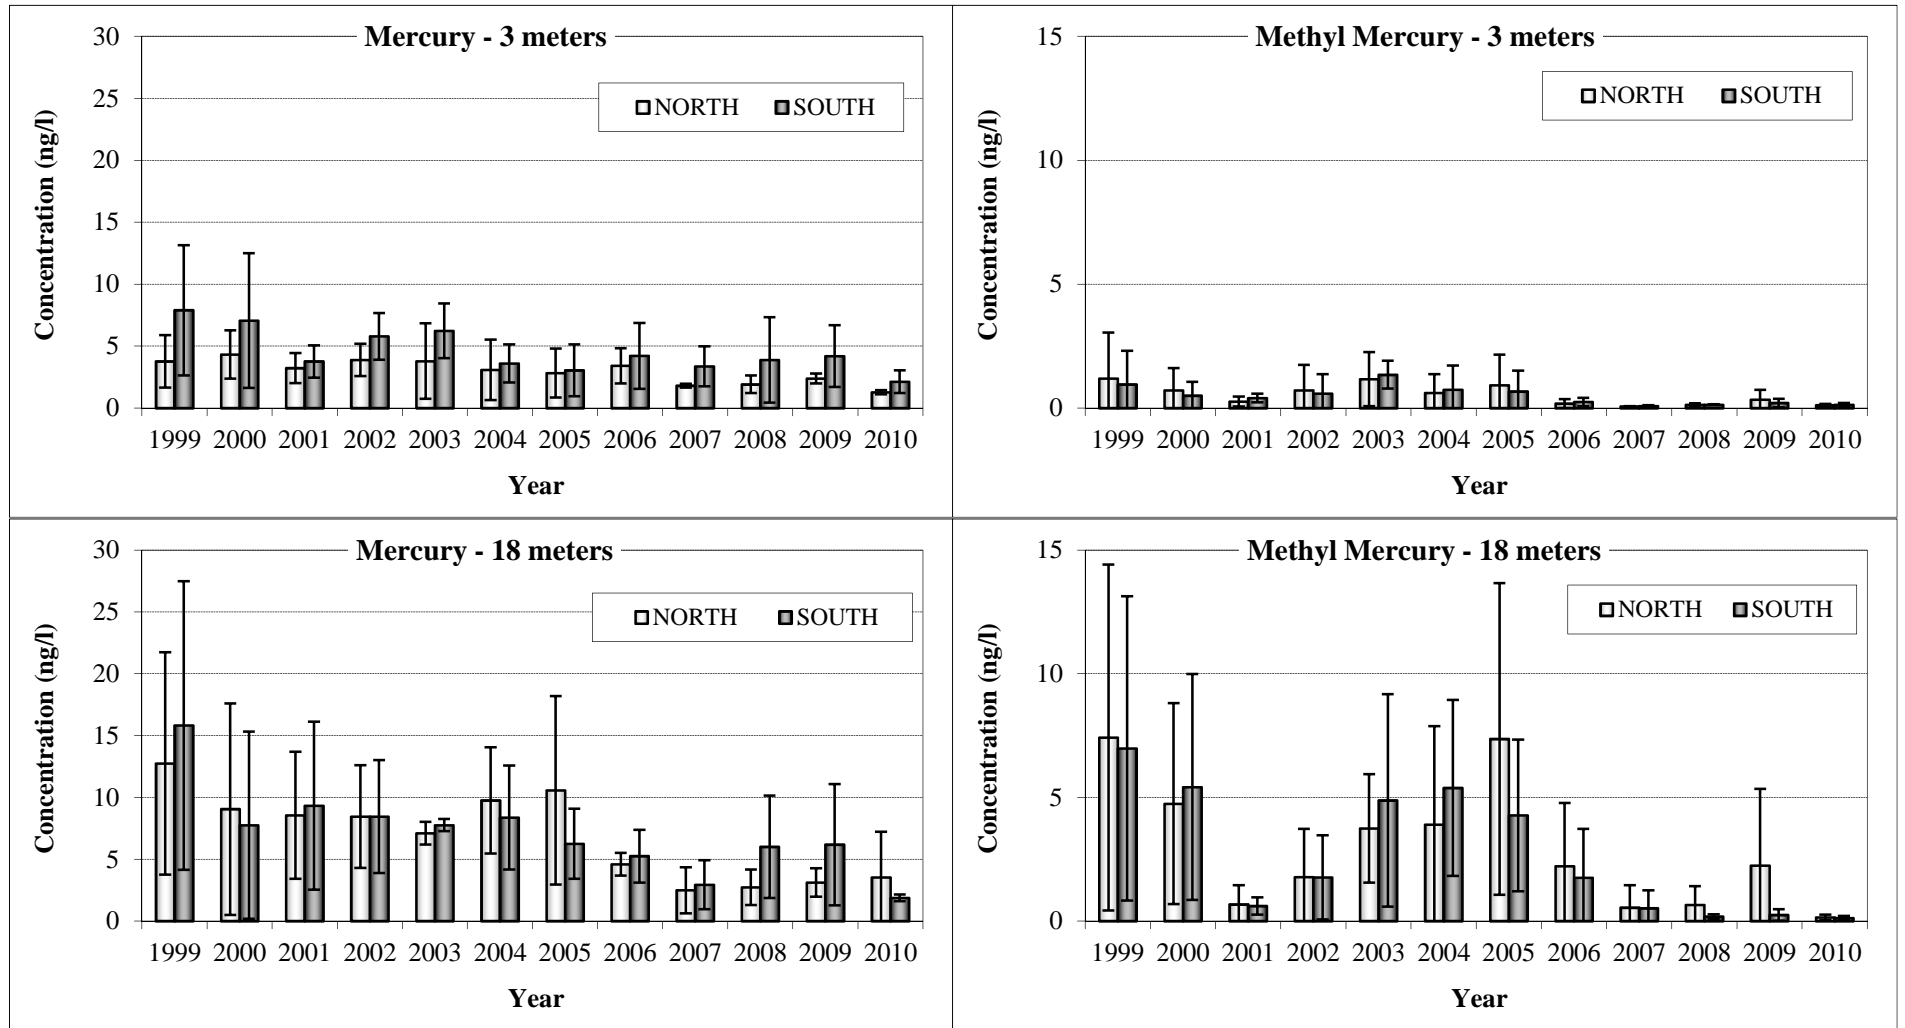 Mercury - 3 meters
30
25
20
15
10
5
0
Concentration (ng/l)
NORTH SOUTH
1999 2000 2001 2002 2003 2004 2005 2006 2007 2008 2009 2010
Year
Methyl Mercury - 3 meters
15
10
5
0
Concentration (ng/l)
NORTH SOUTH
1999 2000 2001 2002 2003 2004 2005 2006 2007 2008 2009 2010
Year
Mercury - 18 meters
30
25
20
15
10
5
0
Concentration (ng/l)
NORTH SOUTH
1999 2000 2001 2002 2003 2004 2005 2006 2007 2008 2009 2010
Year
Methyl Mercury - 18 meters
15
10
5
0
Concentration (ng/l)
NORTH SOUTH
1999 2000 2001 2002 2003 2004 2005 2006 2007 2008 2009 2010
Year